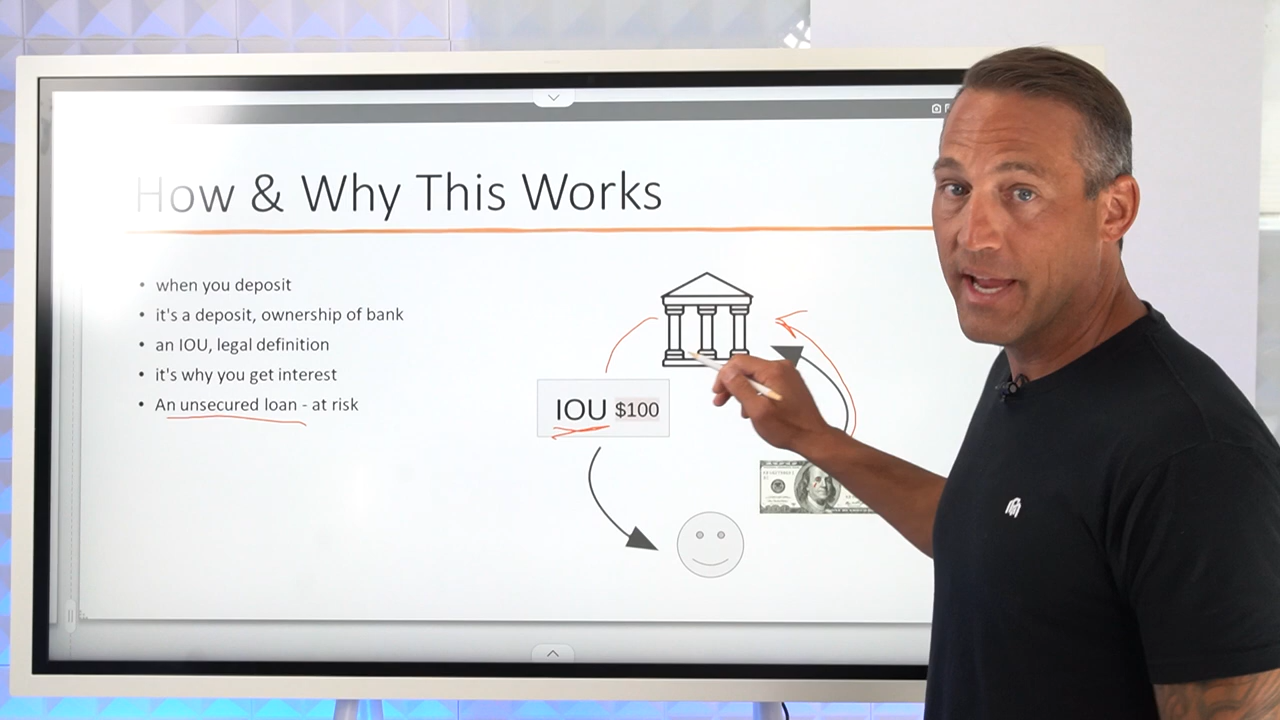 How & Why This Works
when you deposit
it's a deposit, ownership of bank
an IOU, legal definition
it's why you get interest
An unsecured loan - at risk
IOU $100